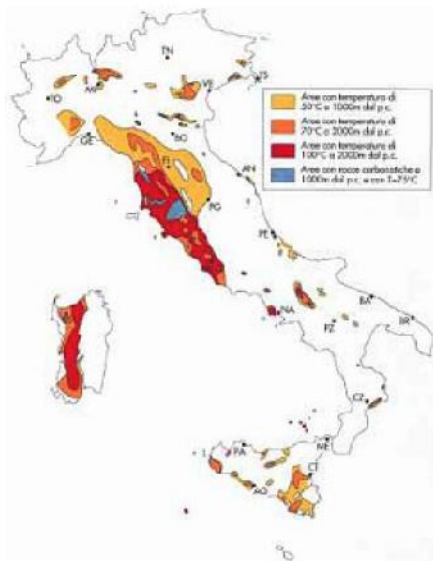 TN
TS
MI
VE
TO
GE
BO
Aree con temperatura di
50°C a 1000m dal p.c.
Aree con temperatura di
70°C a 2000m dal p.c.
Aree con temperatura di
100°C a 2000m dal p.c.
Aree con rocce carbonatiche a
1000m dal p.c. e con T=75°C
FI
AN
PG
PE
NA
BA
BR
PZ
CZ
ME
PA
CT
AG